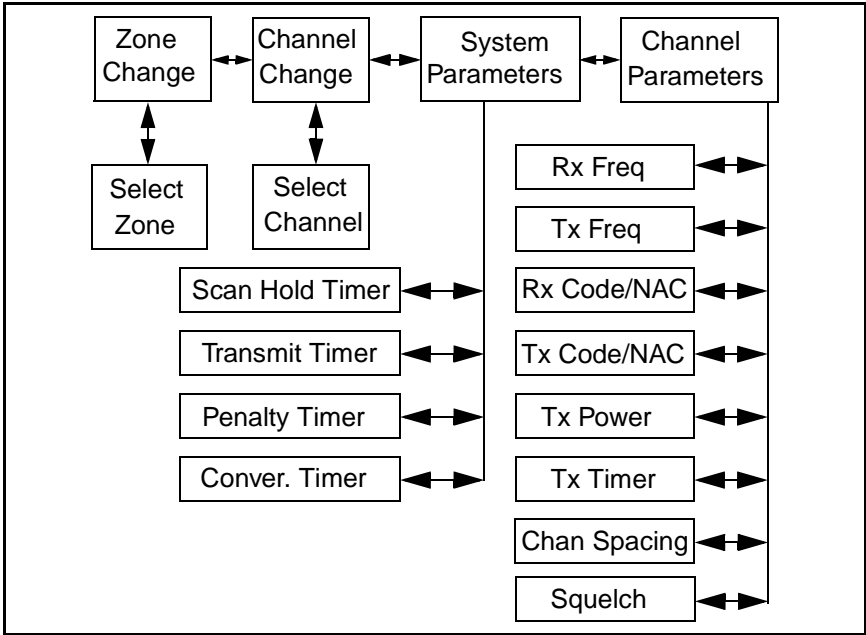 Zone
Change
Channel
Change
System
Parameters
Channel
Parameters
Select
Zone
Select
Channel
Scan Hold Timer
Transmit Timer
Penalty Timer
Conver. Timer
Rx Freq
Tx Freq
Rx Code/NAC
Tx Code/NAC
Tx Power
Tx Timer
Chan Spacing
Squelch